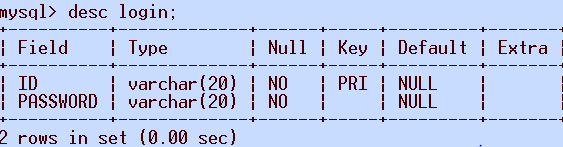 mysql> desc login;
+----------+-------------+------+-----+---------+-------+
| Field    | Type        | Null | Key | Default | Extra |
+----------+-------------+------+-----+---------+-------+
| ID       | varchar(20) | NO   | PRI | NULL    |       |
| PASSWORD | varchar(20) | NO   |     | NULL    |       |
+----------+-------------+------+-----+---------+-------+
2 rows in set (0.00 sec)